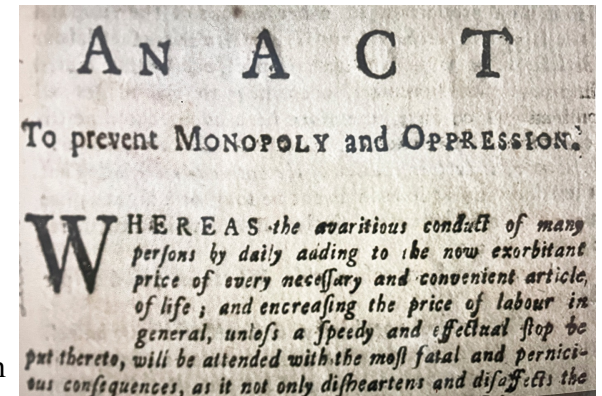 AN ACT
To prevent MONOPOLY and OPPRESSION.
WHEREAS the avaritious conduct of many
perſons by daily adding to the now exorbitant
price of every neceſſary and convenient article,
of life ; and encreaſing the price of labour in
general, unleſs a ſpeedy and effectual ſtop be
put thereto, will be attended with the moſt fatal and pernici-
ous conſequences, as it not only diſheartens and diſaffects the